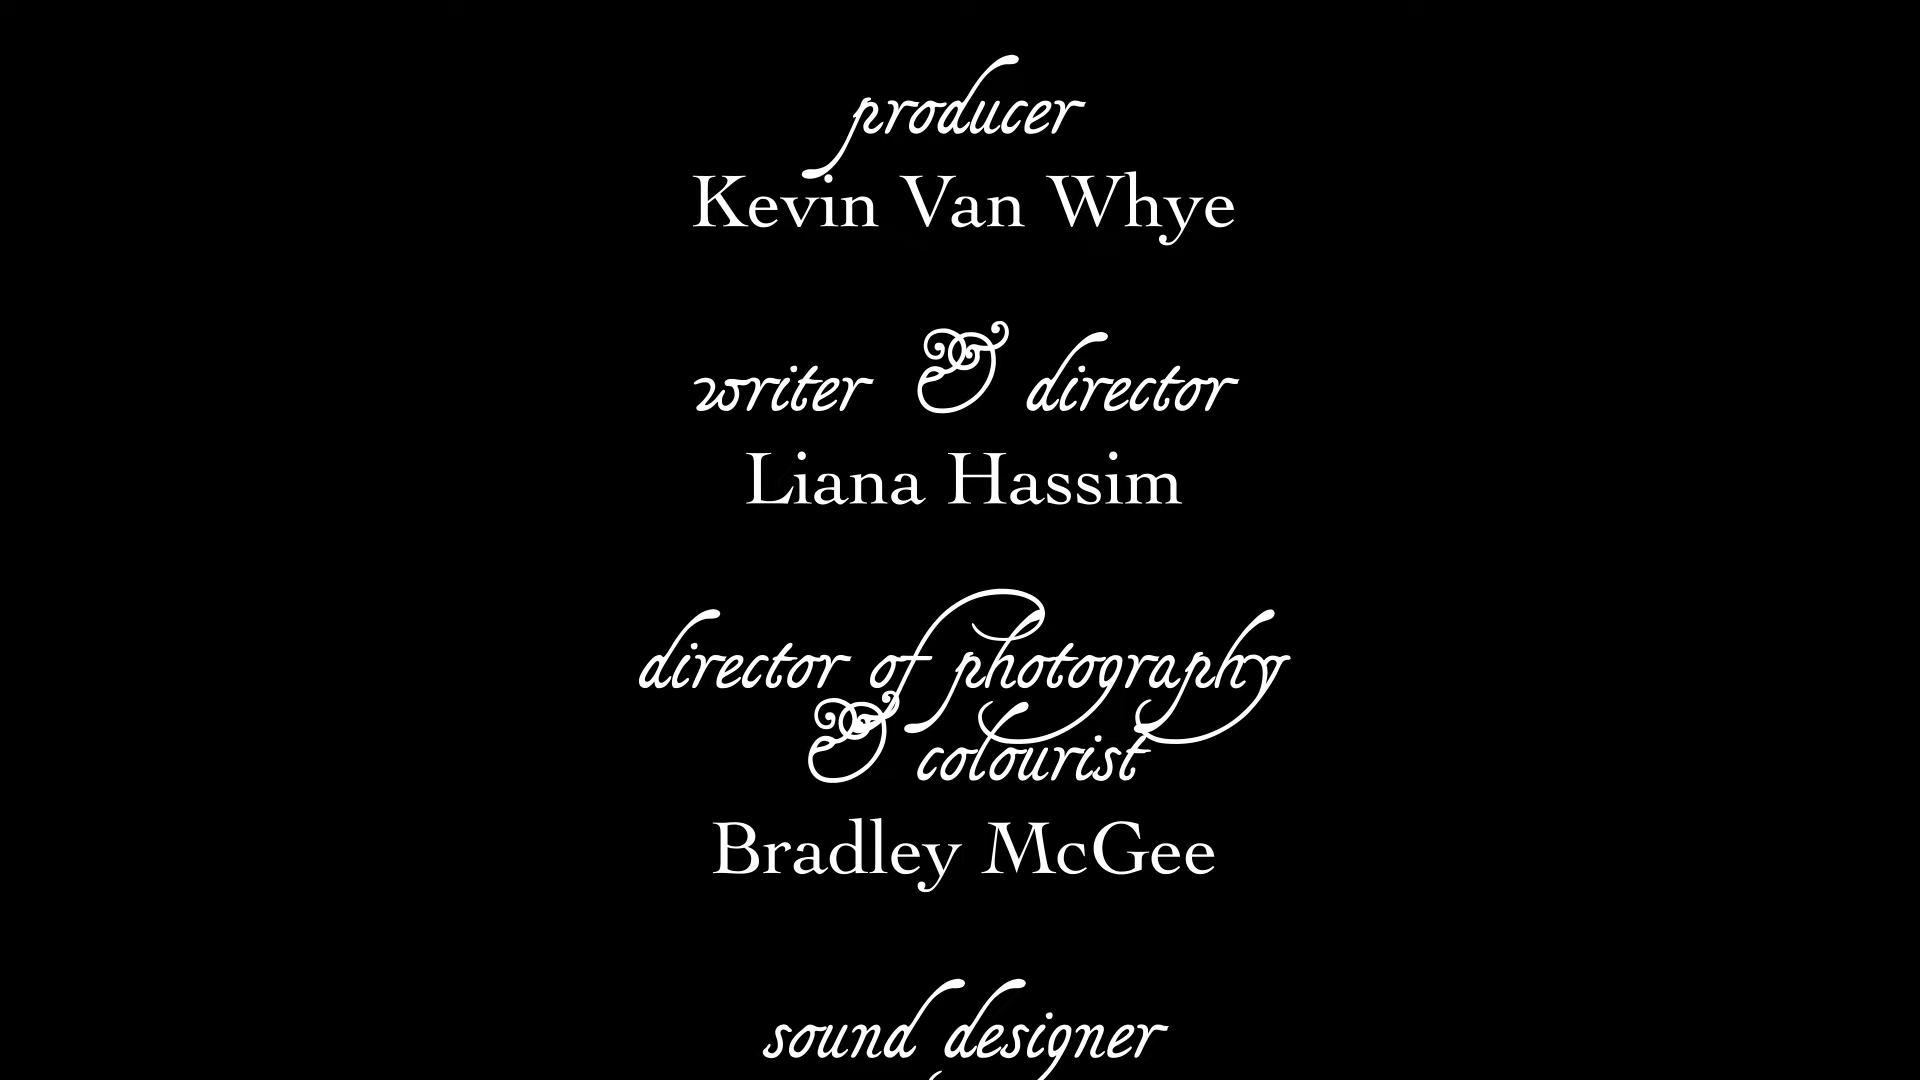 producer
Kevin Van Whye
writer & director
Liana Hassim
director of photography
& colourist
Bradley McGee
sound designer